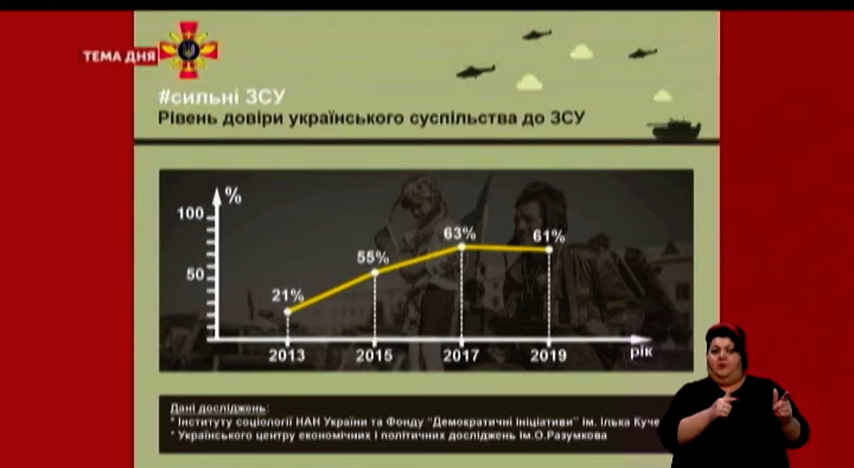 ТЕМА ДНЯ
#сильні ЗСУ
Рівень довіри українського суспільства до ЗСУ
%
100
50
21%
55%
63%
61%
2013 2015 2017 2019 рік
Дані досліджень:
* Інституту соціології НАН України та Фонду "Демократичні Ініціативи" ім. Ілька Куче
* Українського центру економічних і політичних досліджень ім.О.Разумкова